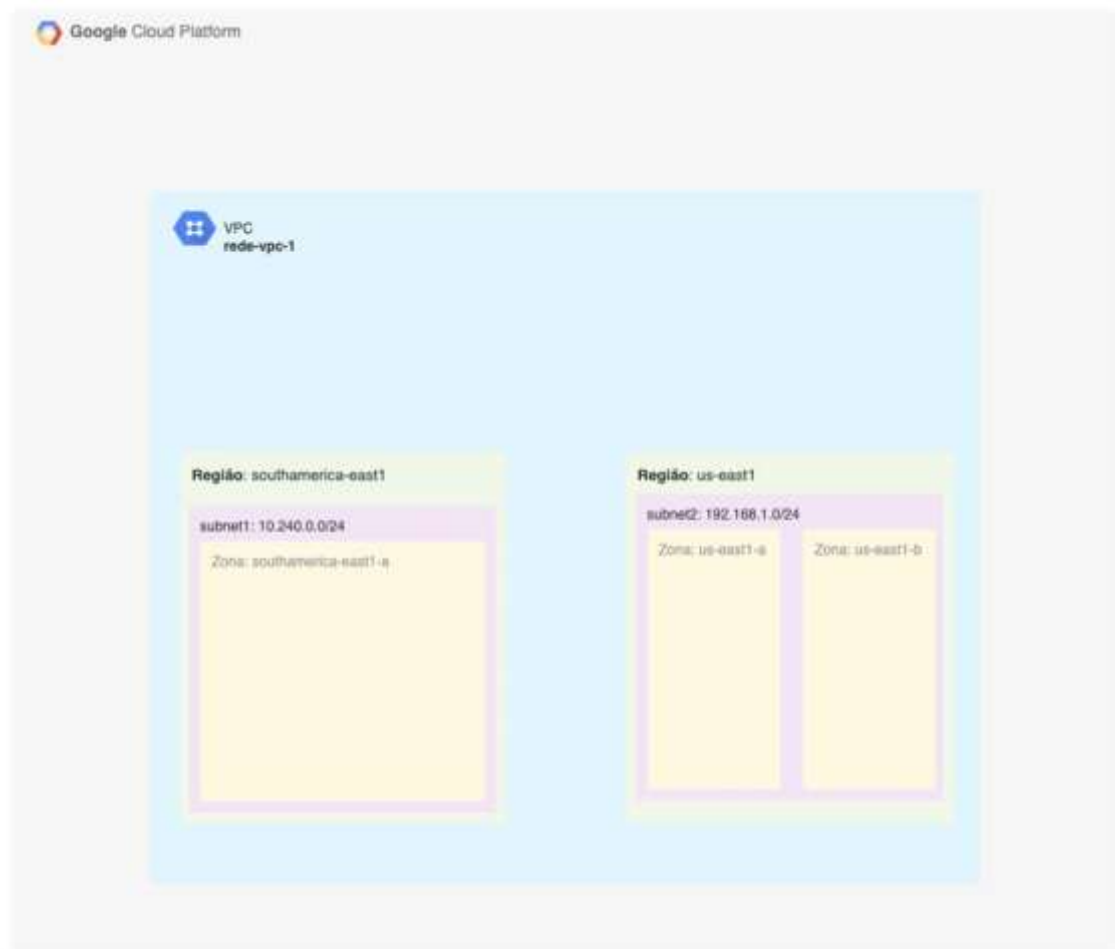 Google Cloud Platform
VPC
rede-vpc-1
Região: southamerica-east1
subnet1: 10.240.0.0/24
Zona: southamerica-east1-a
Região: us-east1
subnet2: 192.168.1.0/24
Zona: us-east1-a
Zona: us-east1-b